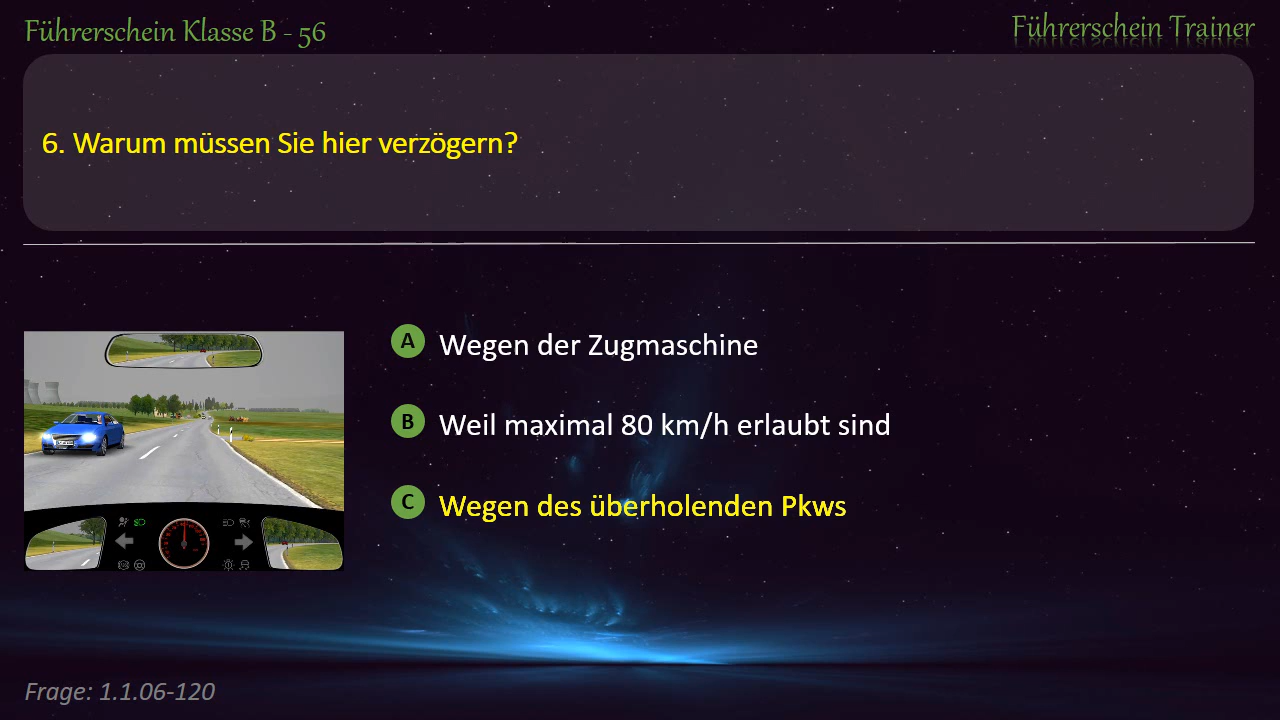 Führerschein Klasse B - 56
Führerschein Trainer
6. Warum müssen Sie hier verzögern?
A Wegen der Zugmaschine
B Weil maximal 80 km/h erlaubt sind
C Wegen des überholenden Pkws
Frage: 1.1.06-120